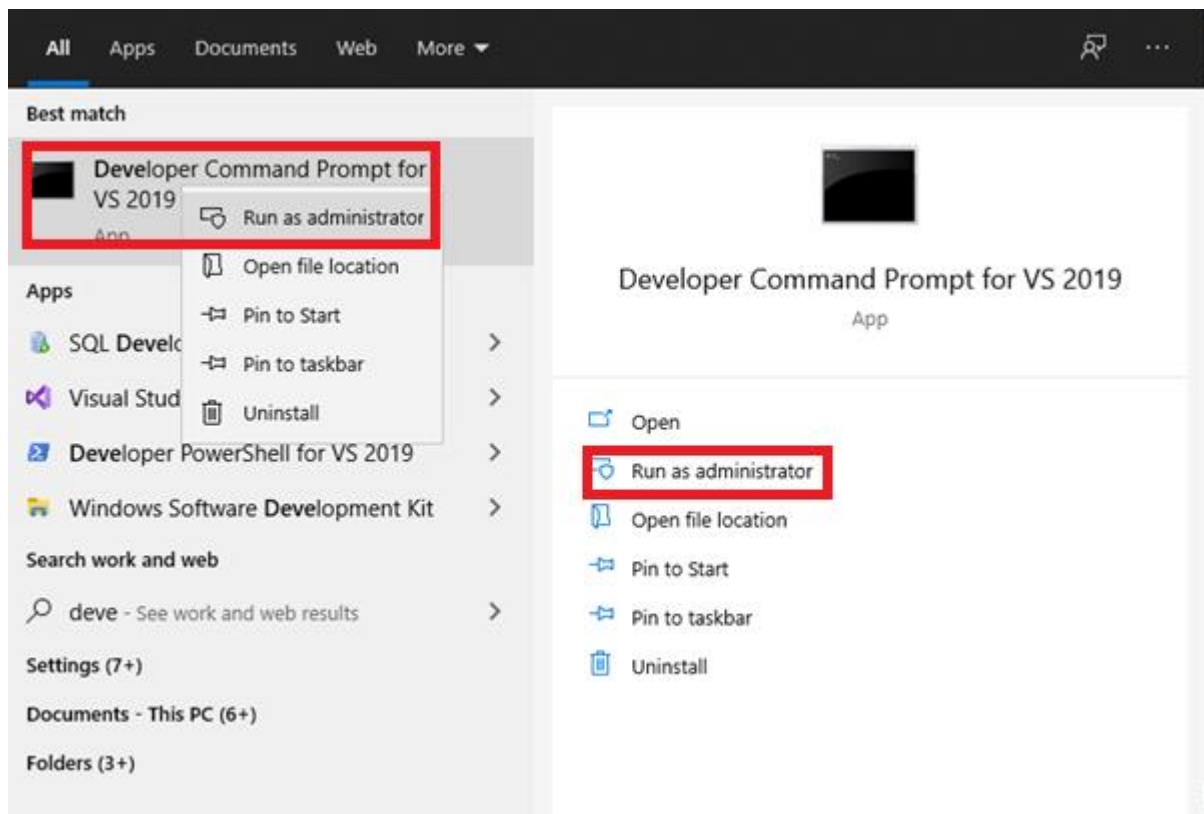 All Apps Documents Web More
Best match
Developer Command Prompt for
VS 2019
App
Run as administrator
Open file location
Pin to Start
Pin to taskbar
Uninstall
Apps
SQL Develo
Visual Stud
Developer PowerShell for VS 2019
Windows Software Development Kit
Search work and web
deve - See work and web results
Settings (7+)
Documents - This PC (6+)
Folders (3+)
Developer Command Prompt for VS 2019
App
Open
Run as administrator
Open file location
Pin to Start
Pin to taskbar
Uninstall